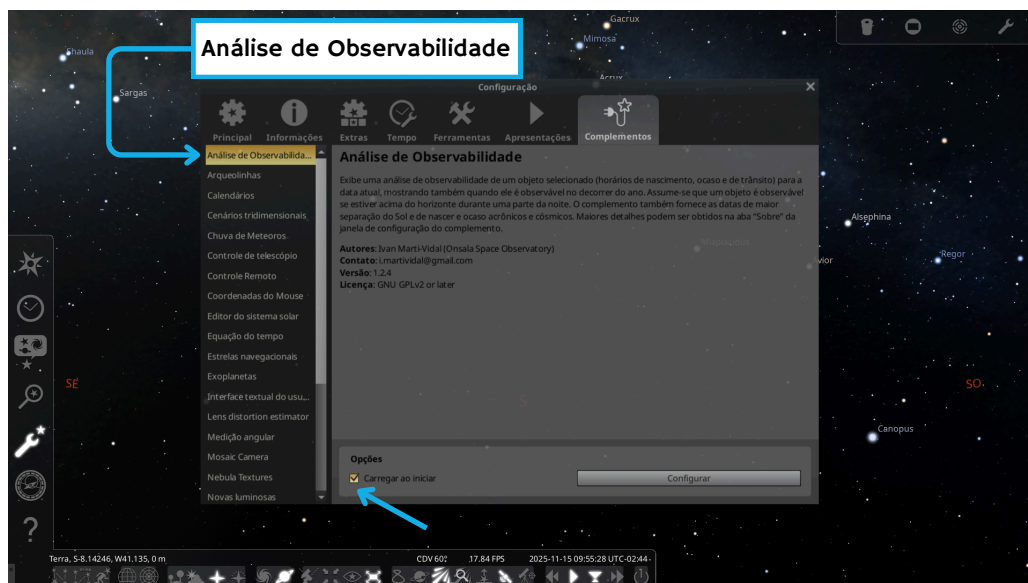 Gacrux
Mimosa
Shaula
Análise de Observabilidade
Acrux
Sargas
Configuração
Principal Informações Extras Tempo Ferramentas Apresentações Complementos
Análise de Observabilida...
Arqueolinhas
Calendários
Cenários tridimensionais
Chuva de Meteoros
Controle de telescópio
Controle Remoto
Coordenadas do Mouse
Editor do sistema solar
Equação do tempo
Estrelas navegacionais
Exoplanetas
Interface textual do usu...
Lens distortion estimator
Medição angular
Mosaic Camera
Nebula Textures
Novas luminosas
Análise de Observabilidade
Exibe uma análise de observabilidade de um objeto selecionado (horários de nascimento, ocaso e de trânsito) para a
data atual, mostrando também quando ele é observável no decorrer do ano. Assume-se que um objeto é observável
se estiver acima do horizonte durante uma parte da noite. O complemento também fornece as datas de maior
separação do Sol e de nascer e ocaso acrônicos e cósmicos. Maiores detalhes podem ser obtidos na aba "Sobre" da
janela de configuração do complemento.
Autores: Ivan Marti-Vidal (Onsala Space Observatory)
Contato: i.martividal@gmail.com
Versão: 1.2.4
Licença: GNU GPLv2 or later
Opções
Carregar ao iniciar
Configurar
Alsephina
Miaplacidus
vior
Regor
SE
S
SO
Canopus
?
Terra, S-8.14246, W41.135, 0 m CDV 60° 17.84 FPS 2025-11-15 09:55:28 UTC-02:44